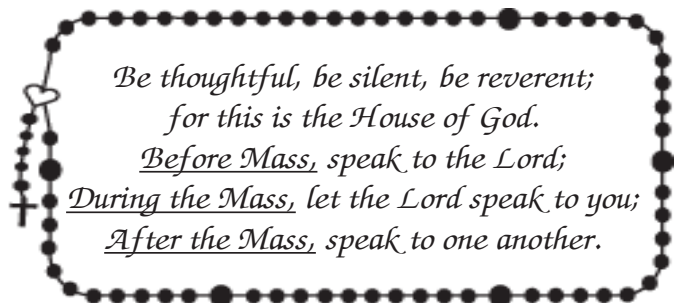 Be thoughtful, be silent, be reverent;
for this is the House of God.
Before Mass, speak to the Lord;
During the Mass, let the Lord speak to you;
After the Mass, speak to one another.